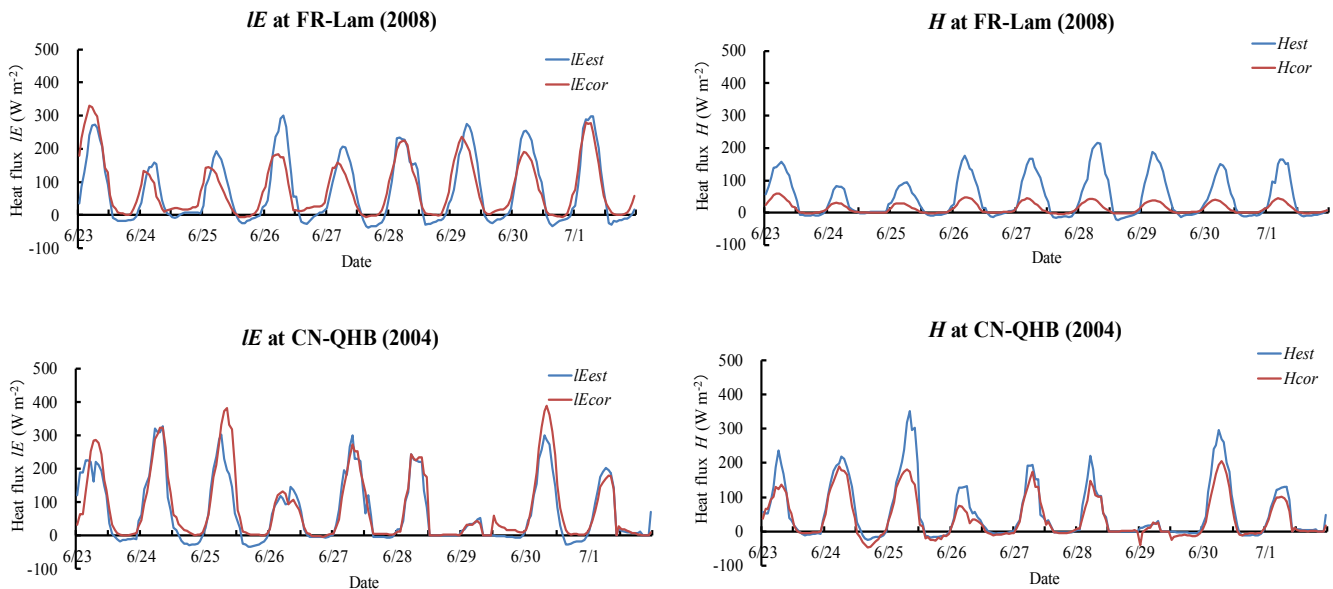 lE at FR-Lam (2008)
500
400
300
200
100
0
-100
Heat flux lE (W m⁻²)
lEest
lEcor
6/23 6/24 6/25 6/26 6/27 6/28 6/29 6/30 7/1
Date
H at FR-Lam (2008)
500
400
300
200
100
0
-100
Heat flux H (W m⁻²)
Hest
Hcor
6/23 6/24 6/25 6/26 6/27 6/28 6/29 6/30 7/1
Date
lE at CN-QHB (2004)
500
400
300
200
100
0
-100
Heat flux lE (W m⁻²)
lEest
lEcor
6/23 6/24 6/25 6/26 6/27 6/28 6/29 6/30 7/1
Date
H at CN-QHB (2004)
500
400
300
200
100
0
-100
Heat flux H (W m⁻²)
Hest
Hcor
6/23 6/24 6/25 6/26 6/27 6/28 6/29 6/30 7/1
Date